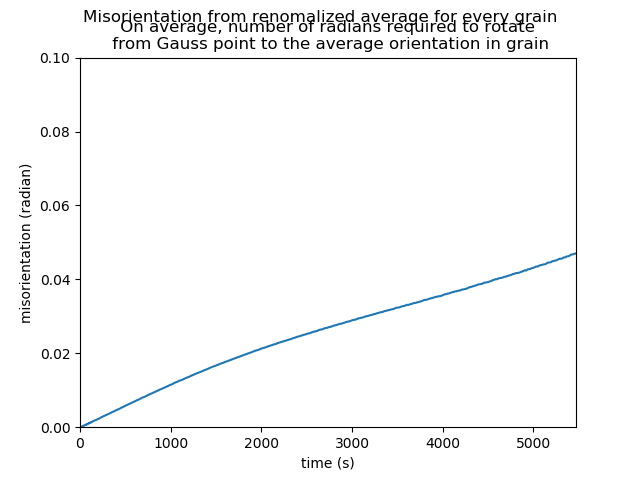 Misorientation from renomalized average for every grain
On average, number of radians required to rotate
from Gauss point to the average orientation in grain
0.10
0.08
0.06
0.04
0.02
0.00
misorientation (radian)
0 1000 2000 3000 4000 5000
time (s)